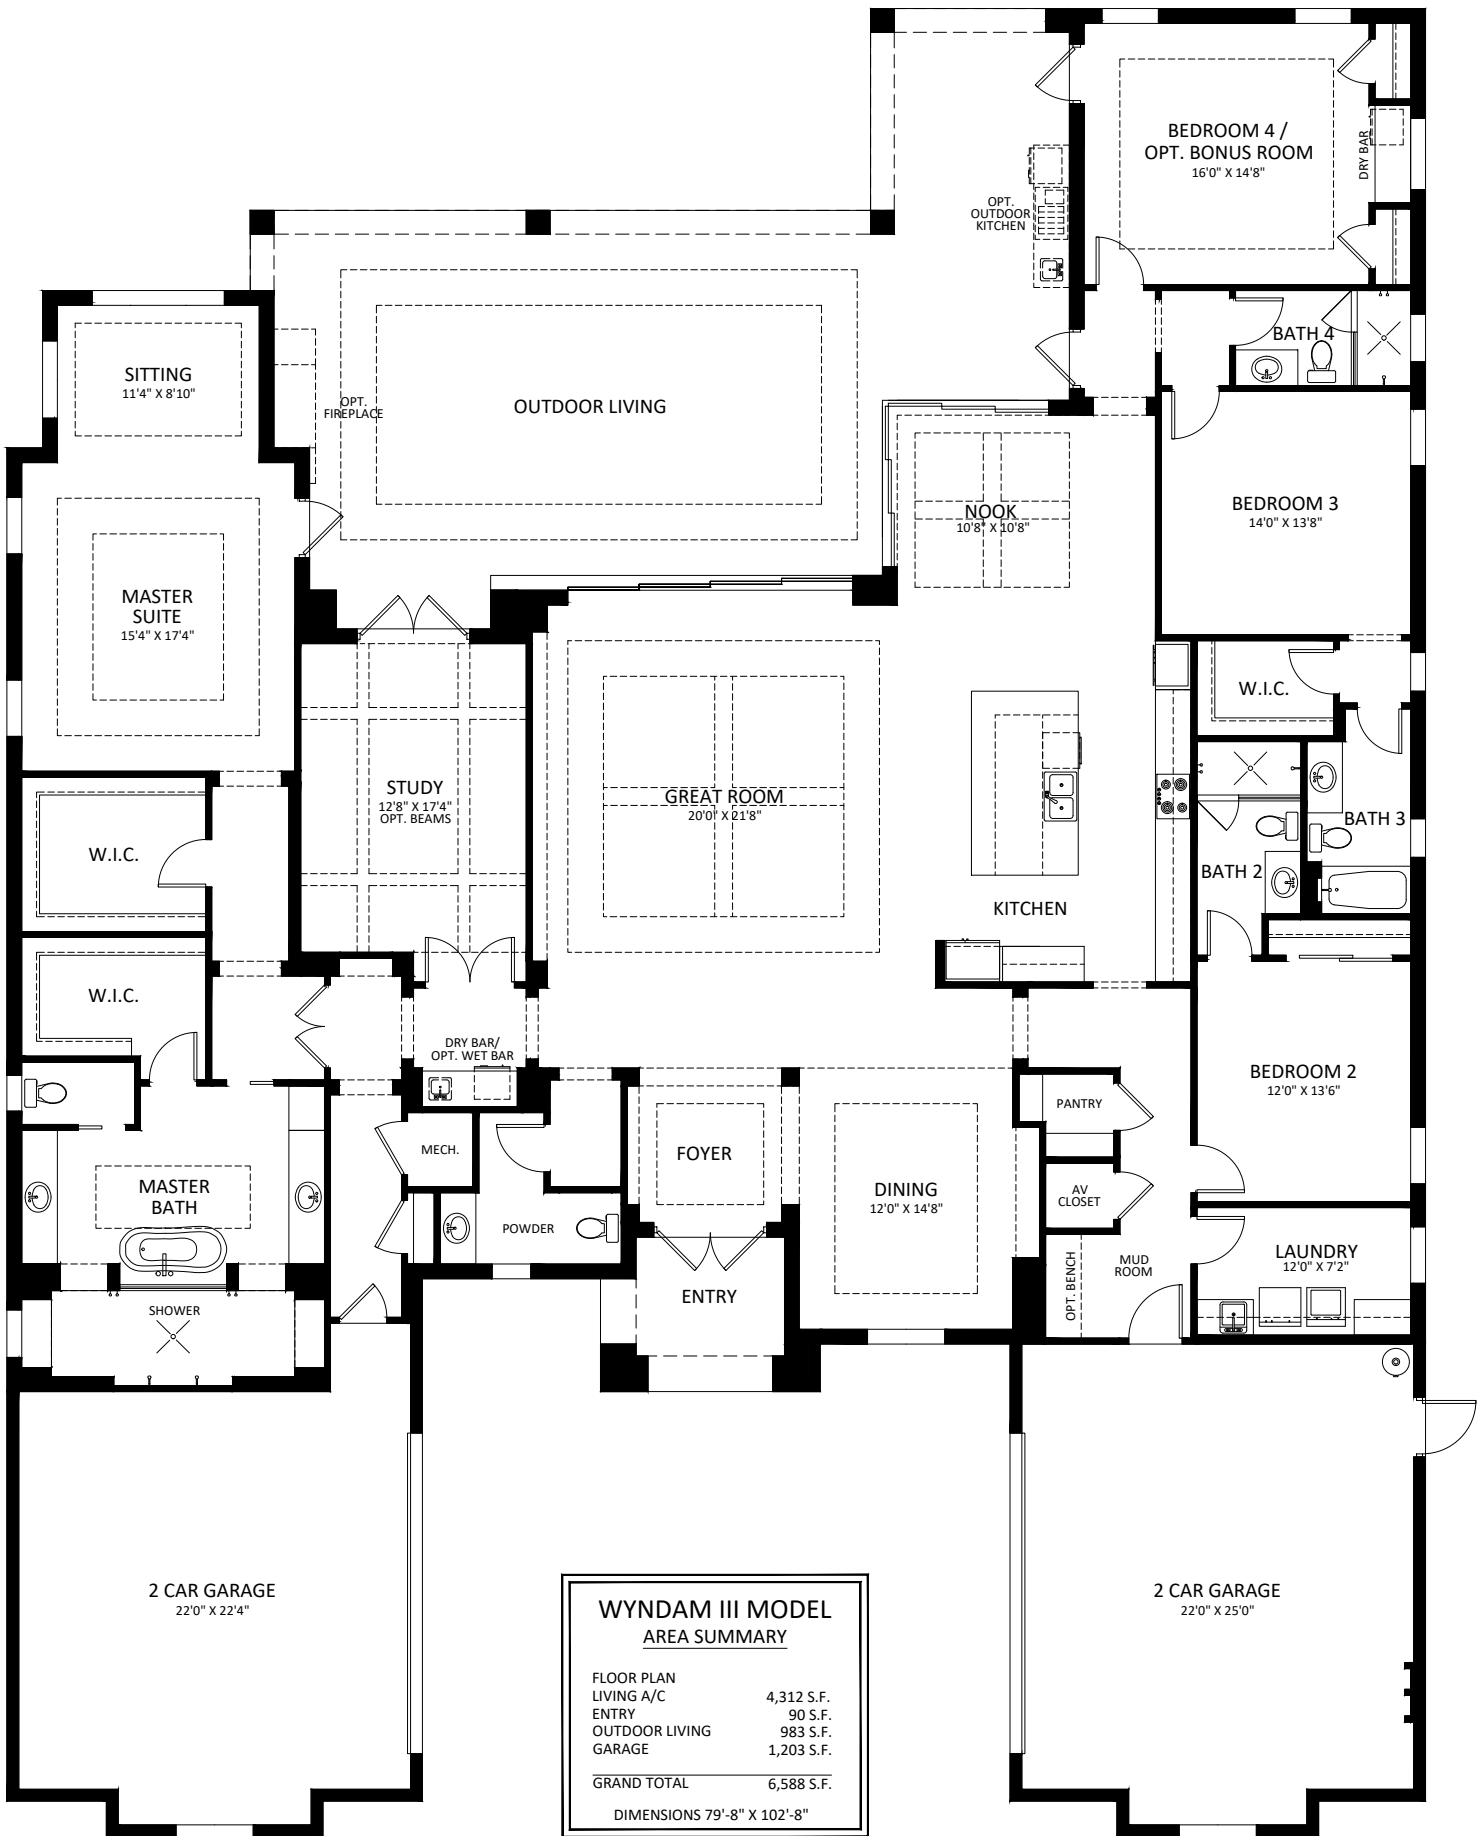 BEDROOM 4 /
OPT. BONUS ROOM
16'0" X 14'8"
DRY BAR
OPT.
OUTDOOR
KITCHEN
BATH 4
SITTING
11'4" X 8'10"
OPT.
FIREPLACE
OUTDOOR LIVING
NOOK
10'8" X 10'8"
BEDROOM 3
14'0" X 13'8"
MASTER
SUITE
15'4" X 17'4"
W.I.C.
STUDY
12'8" X 17'4"
OPT. BEAMS
GREAT ROOM
20'0" X 21'8"
BATH 3
W.I.C.
BATH 2
KITCHEN
W.I.C.
DRY BAR/
OPT. WET BAR
BEDROOM 2
12'0" X 13'6"
PANTRY
MECH.
FOYER
MASTER
BATH
DINING
12'0" X 14'8"
AV
CLOSET
POWDER
LAUNDRY
12'0" X 7'2"
MUD
ROOM
OPT. BENCH
ENTRY
SHOWER
2 CAR GARAGE
22'0" X 22'4"
2 CAR GARAGE
22'0" X 25'0"
WYNDAM III MODEL
AREA SUMMARY
FLOOR PLAN
LIVING A/C 4,312 S.F.
ENTRY 90 S.F.
OUTDOOR LIVING 983 S.F.
GARAGE 1,203 S.F.
GRAND TOTAL 6,588 S.F.
DIMENSIONS 79'-8" X 102'-8"